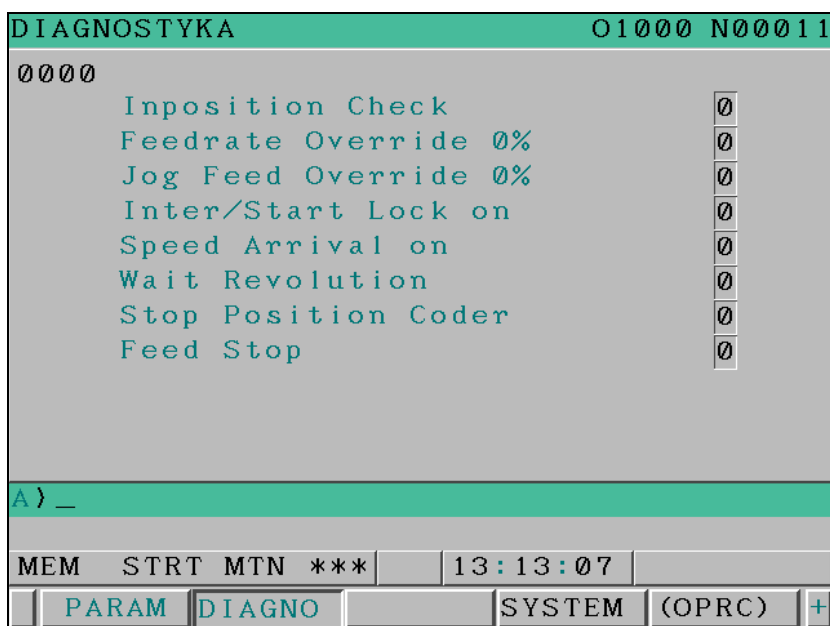 DIAGNOSTYKA O1000 N00011
0000
Inposition Check 0
Feedrate Override 0% 0
Jog Feed Override 0% 0
Inter/Start Lock on 0
Speed Arrival on 0
Wait Revolution 0
Stop Position Coder 0
Feed Stop 0
A>_
MEM STRT MTN *** 13:13:07
PARAM DIAGNO SYSTEM (OPRC) +